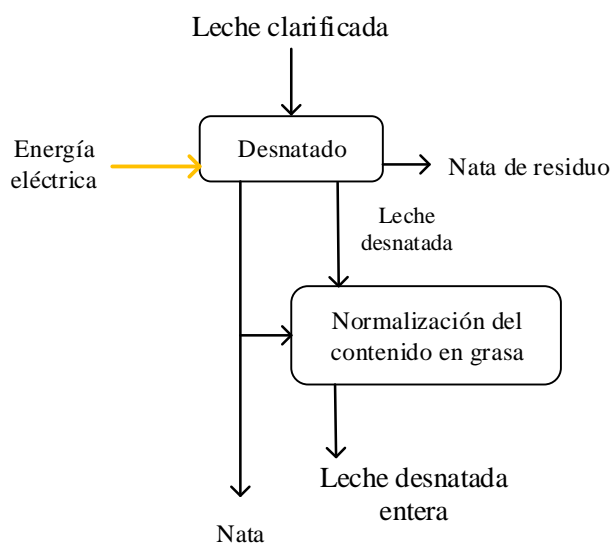 Leche clarificada
Energía
eléctrica
Desnatado
Nata de residuo
Leche
desnatada
Normalización del
contenido en grasa
Leche desnatada
entera
Nata